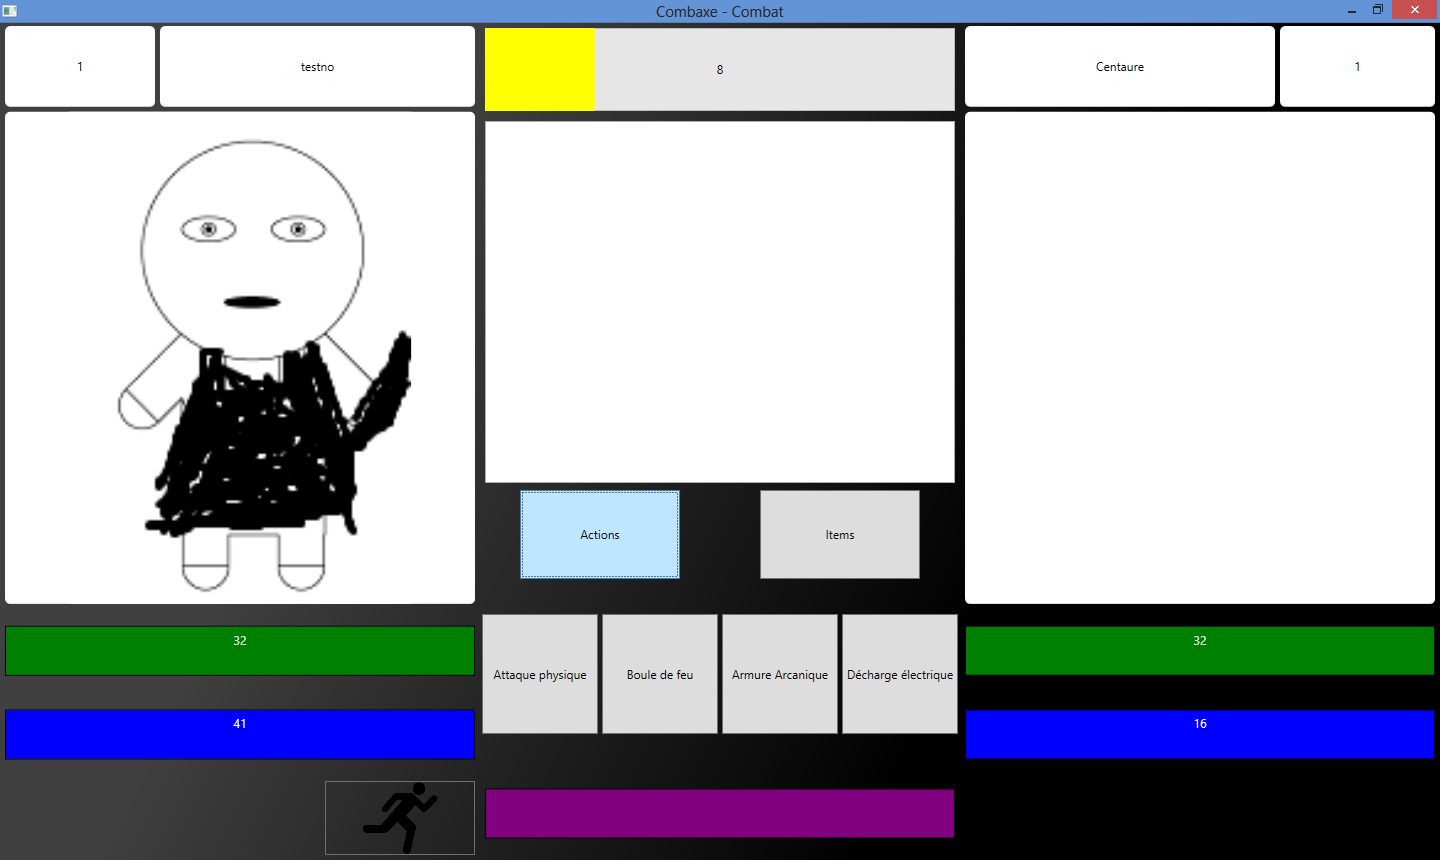 Combaxe - Combat
1
testno
8
Centaure
1
Actions
Items
32
32
Attaque physique
Boule de feu
Armure Arcanique
Décharge électrique
41
16